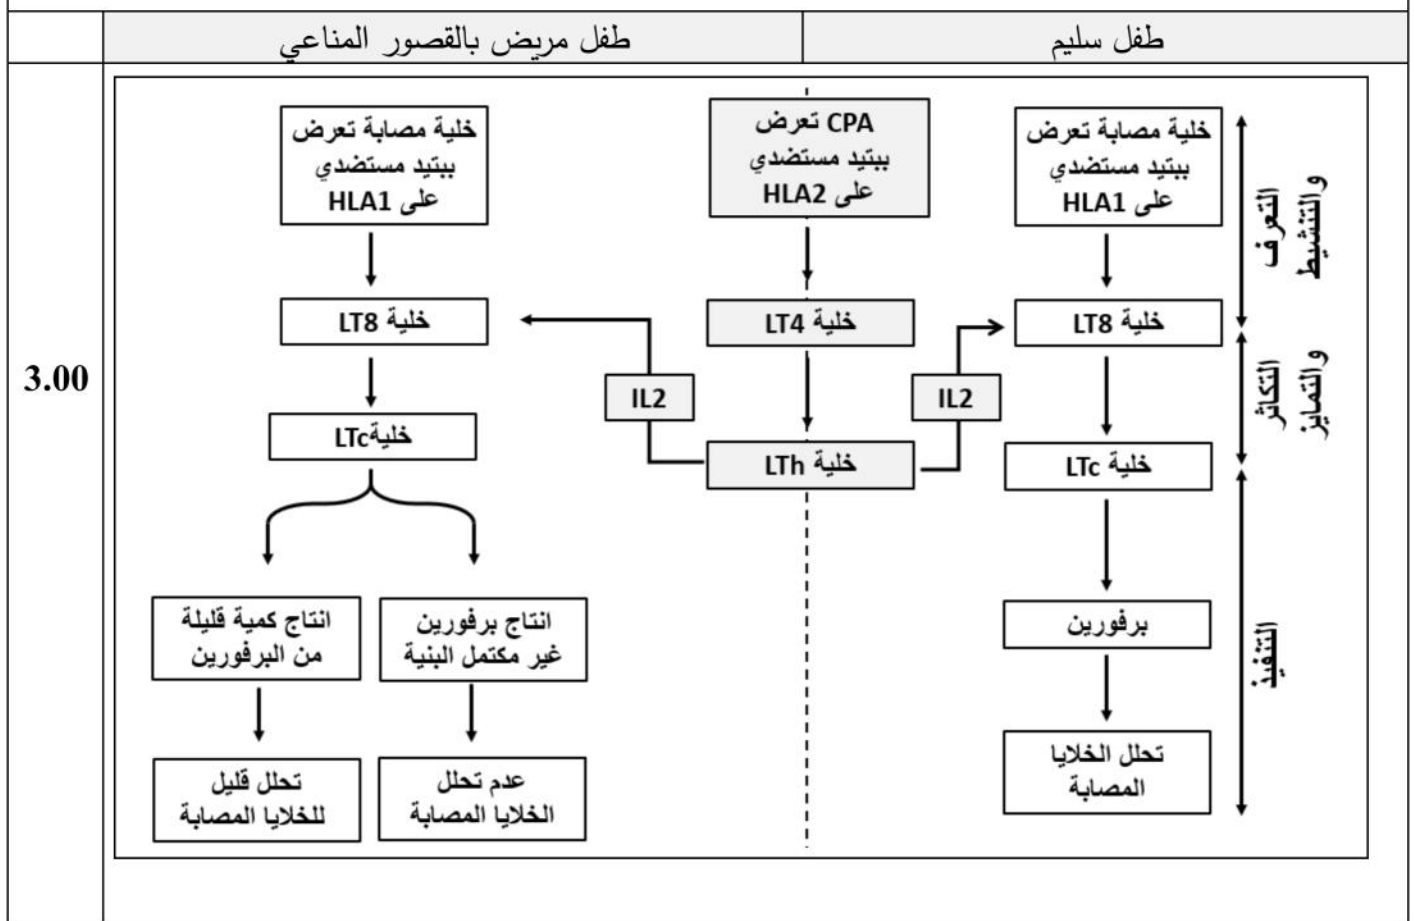 طفل سليم
طفل مريض بالقصور المناعي
3.00
خلية مصابة تعرض
ببتيد مستضدي
على HLA1
CPA تعرض
ببتيد مستضدي
على HLA2
خلية مصابة تعرض
ببتيد مستضدي
على HLA1
التعرف
والتنشيط
خلية LT8
خلية LT4
خلية LT8
IL2
IL2
التكاثر
والتمايز
خلية LTc
خلية LTh
خليةLTc
برفورين
انتاج برفورين
غير مكتمل البنية
انتاج كمية قليلة
من البرفورين
التنفيذ
تحلل الخلايا
المصابة
عدم تحلل
الخلايا المصابة
تحلل قليل
للخلايا المصابة